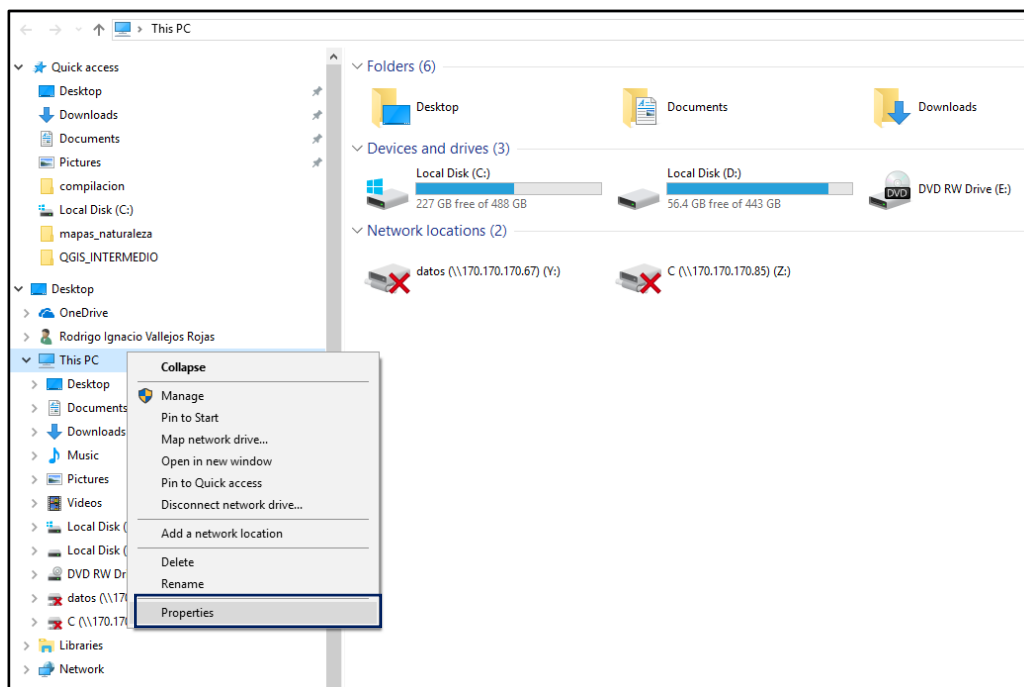 This PC
Quick access
Desktop
Downloads
Documents
Pictures
compilacion
Local Disk (C:)
mapas_naturaleza
QGIS_INTERMEDIO
Desktop
OneDrive
Rodrigo Ignacio Vallejos Rojas
This PC
Desktop
Documents
Downloads
Music
Pictures
Videos
Local Disk (
Local Disk (
DVD RW Dr
datos (\\170
C (\\170.170
Libraries
Network
Collapse
Manage
Pin to Start
Map network drive...
Open in new window
Pin to Quick access
Disconnect network drive...
Add a network location
Delete
Rename
Properties
Folders (6)
Desktop
Documents
Downloads
Devices and drives (3)
Local Disk (C:)
227 GB free of 488 GB
Local Disk (D:)
56.4 GB free of 443 GB
DVD
DVD RW Drive (E:)
Network locations (2)
datos (\\170.170.170.67) (Y:)
C (\\170.170.170.85) (Z:)